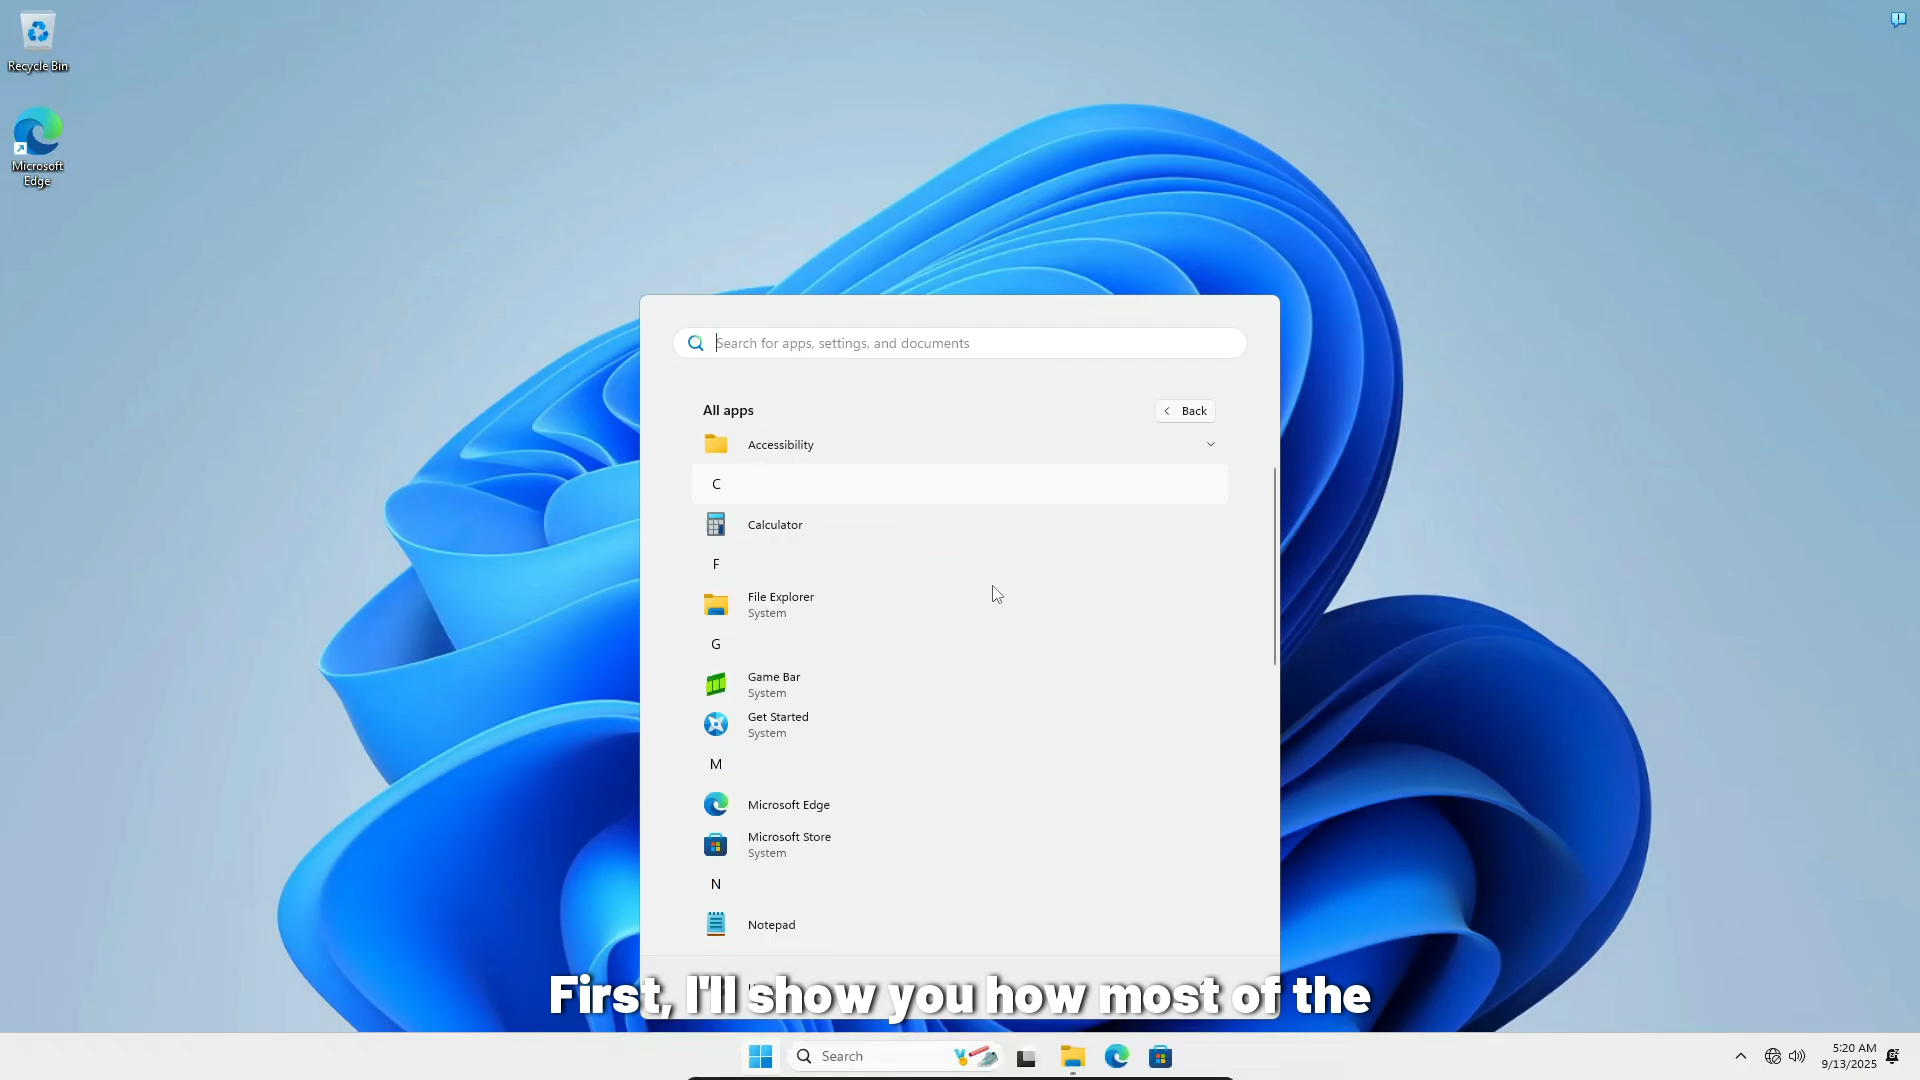 Recycle Bin
Microsoft
Edge
Search for apps, settings, and documents
All apps
Back
Accessibility
C
Calculator
F
File Explorer
System
G
Game Bar
System
Get Started
System
M
Microsoft Edge
Microsoft Store
System
N
Notepad
First, I'll show you how most of the
Search
5:20 AM
9/13/2025